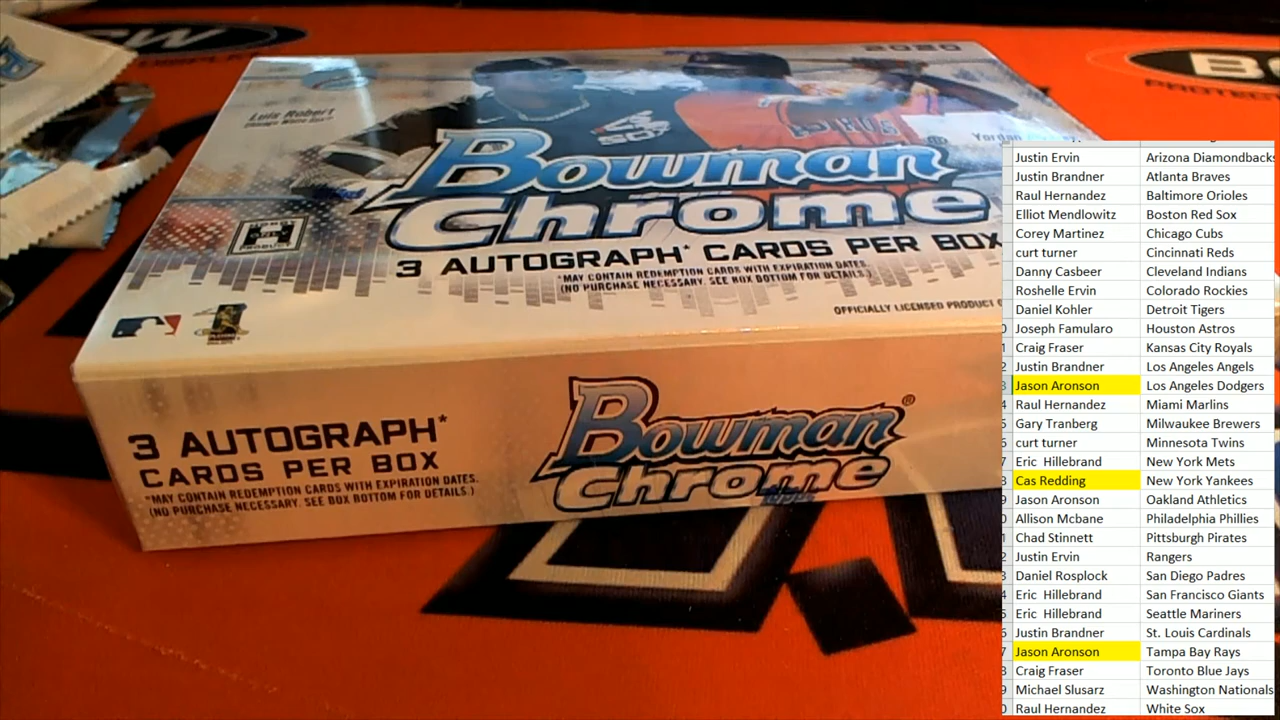 2020
Luis Robert
Chicago White Sox
Yordan
Bowman
Chrome
3 AUTOGRAPH* CARDS PER BOX
*MAY CONTAIN REDEMPTION CARDS WITH EXPIRATION DATES.
(NO PURCHASE NECESSARY. SEE BOX BOTTOM FOR DETAILS.)
OFFICIALLY LICENSED PRODUCT
3 AUTOGRAPH*
CARDS PER BOX
*MAY CONTAIN REDEMPTION CARDS WITH EXPIRATION DATES.
(NO PURCHASE NECESSARY. SEE BOX BOTTOM FOR DETAILS.)
Bowman®
Chrome
Justin Ervin Arizona Diamondbacks
Justin Brandner Atlanta Braves
Raul Hernandez Baltimore Orioles
Elliot Mendlowitz Boston Red Sox
Corey Martinez Chicago Cubs
curt turner Cincinnati Reds
Danny Casbeer Cleveland Indians
Roshelle Ervin Colorado Rockies
Daniel Kohler Detroit Tigers
Joseph Famularo Houston Astros
Craig Fraser Kansas City Royals
Justin Brandner Los Angeles Angels
Jason Aronson Los Angeles Dodgers
Raul Hernandez Miami Marlins
Gary Tranberg Milwaukee Brewers
curt turner Minnesota Twins
Eric Hillebrand New York Mets
Cas Redding New York Yankees
Jason Aronson Oakland Athletics
Allison Mcbane Philadelphia Phillies
Chad Stinnett Pittsburgh Pirates
Justin Ervin Rangers
Daniel Rosplock San Diego Padres
Eric Hillebrand San Francisco Giants
Eric Hillebrand Seattle Mariners
Justin Brandner St. Louis Cardinals
Jason Aronson Tampa Bay Rays
Craig Fraser Toronto Blue Jays
Michael Slusarz Washington Nationals
Raul Hernandez White Sox